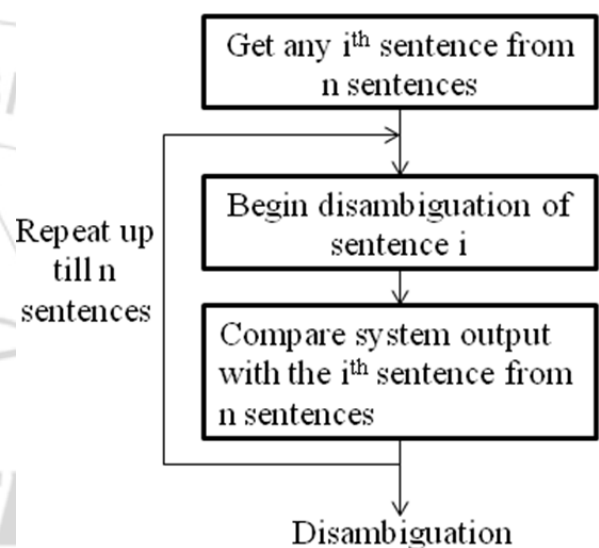 Get any iᵗʰ sentence from
n sentences
Begin disambiguation of
sentence i
Repeat up
till n
sentences
Compare system output
with the iᵗʰ sentence from
n sentences
Disambiguation